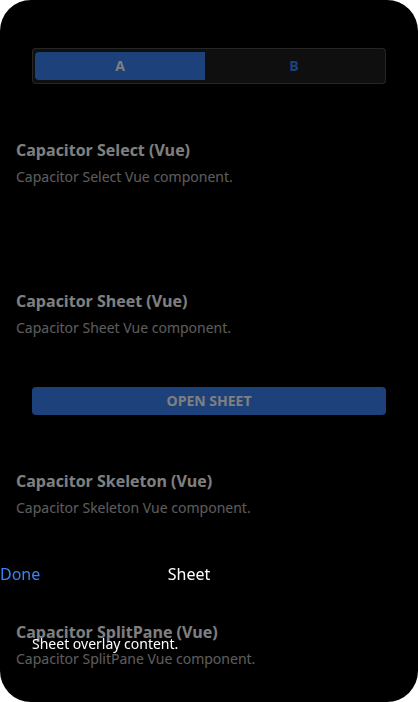 A B
Capacitor Select (Vue)
Capacitor Select Vue component.
Capacitor Sheet (Vue)
Capacitor Sheet Vue component.
OPEN SHEET
Capacitor Skeleton (Vue)
Capacitor Skeleton Vue component.
Done Sheet
Capacitor SplitPane (Vue)
Sheet overlay content.
Capacitor SplitPane Vue component.